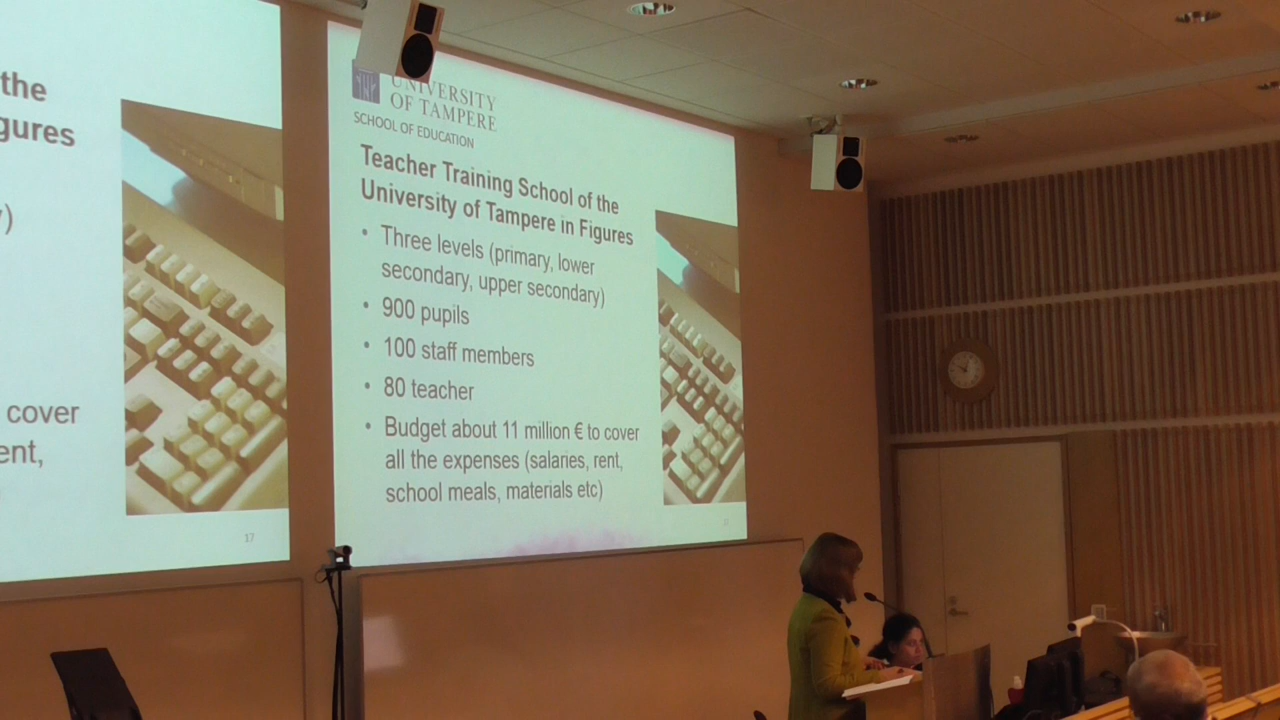 the
gures
)
cover
ent,
17
UNIVERSITY
OF TAMPERE
SCHOOL OF EDUCATION
Teacher Training School of the
University of Tampere in Figures
• Three levels (primary, lower
secondary, upper secondary)
• 900 pupils
• 100 staff members
• 80 teacher
• Budget about 11 million € to cover
all the expenses (salaries, rent,
school meals, materials etc)